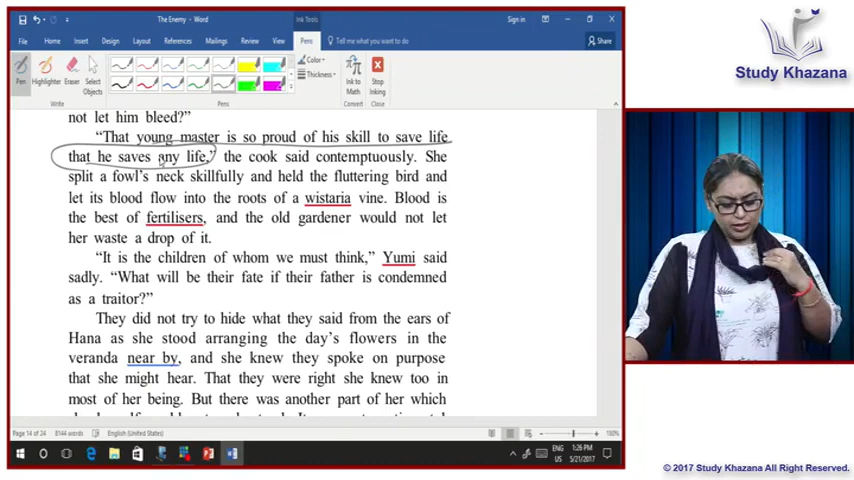 The Enemy - Word
Ink Tools
Sign in
File
Home
Insert
Design
Layout
References
Mailings
Review
View
Pens
Tell me what you want to do
Share
Pen
Highlighter
Eraser
Select
Objects
Color
Thickness
Ink to
Math
Stop
Inking
Write
Pens
Convert
Close
not let him bleed?”
“That young master is so proud of his skill to save life
that he saves any life,” the cook said contemptuously. She
split a fowl’s neck skillfully and held the fluttering bird and
let its blood flow into the roots of a wistaria vine. Blood is
the best of fertilisers, and the old gardener would not let
her waste a drop of it.
“It is the children of whom we must think,” Yumi said
sadly. “What will be their fate if their father is condemned
as a traitor?”
They did not try to hide what they said from the ears of
Hana as she stood arranging the day’s flowers in the
veranda near by, and she knew they spoke on purpose
that she might hear. That they were right she knew too in
most of her being. But there was another part of her which
Page 14 of 24
8144 words
English (United States)
100%
ENG
US
1:26 PM
5/21/2017
Study Khazana
© 2017 Study Khazana All Right Reserved.